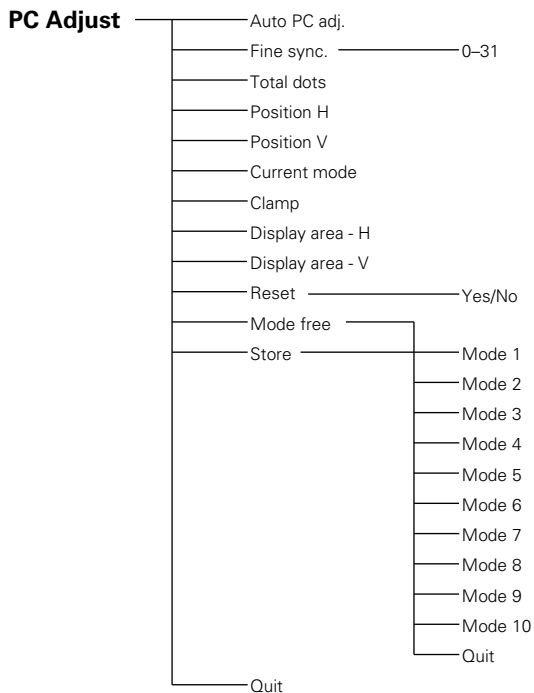 PC Adjust
Auto PC adj.
Fine sync.
0–31
Total dots
Position H
Position V
Current mode
Clamp
Display area - H
Display area - V
Reset
Yes/No
Mode free
Store
Mode 1
Mode 2
Mode 3
Mode 4
Mode 5
Mode 6
Mode 7
Mode 8
Mode 9
Mode 10
Quit
Quit